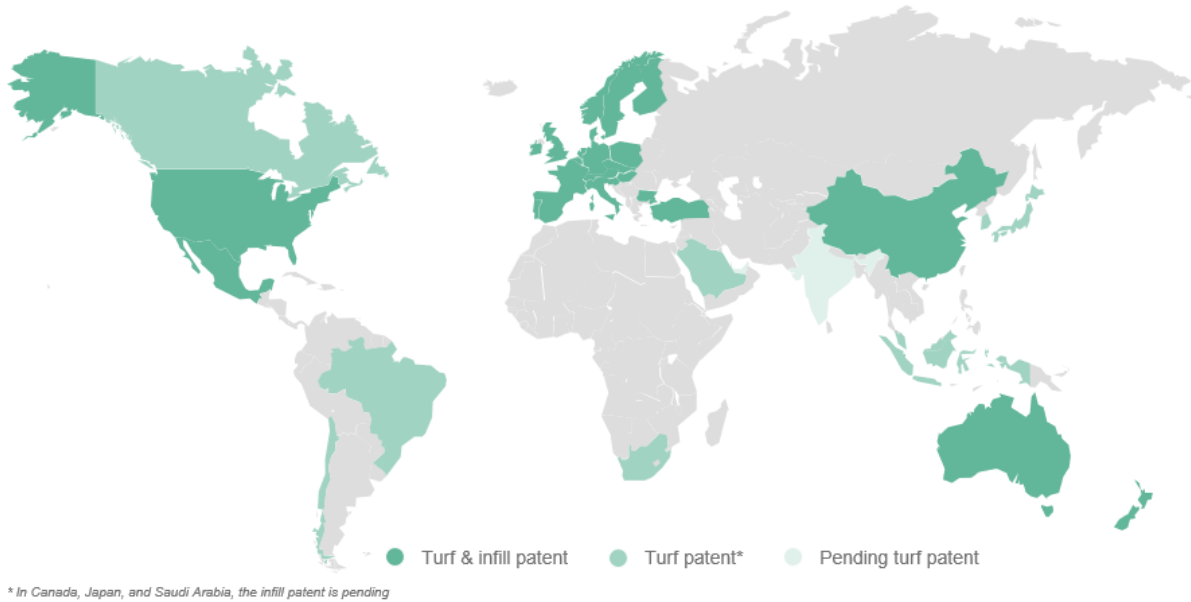 Turf & infill patent
Turf patent*
Pending turf patent
* In Canada, Japan, and Saudi Arabia, the infill patent is pending